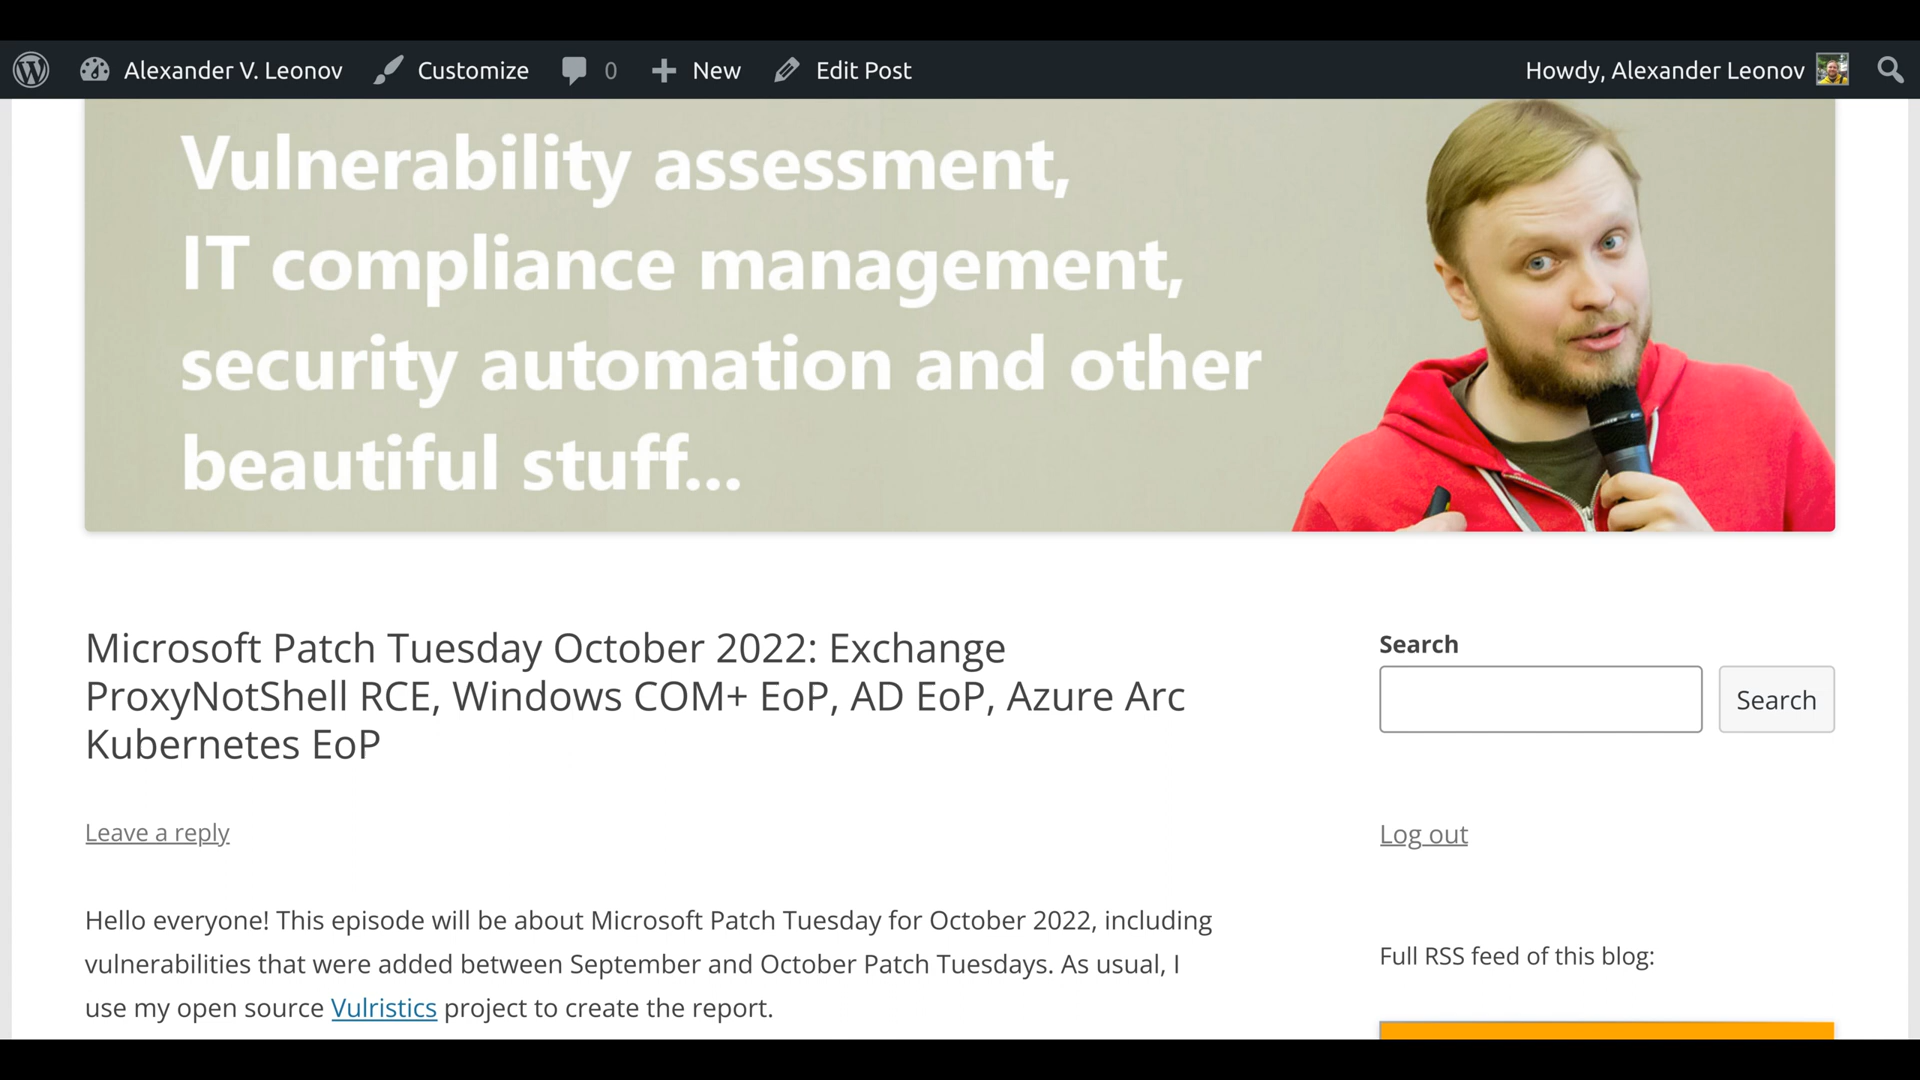 Alexander V. Leonov Customize 0 New Edit Post Howdy, Alexander Leonov
Vulnerability assessment,
IT compliance management,
security automation and other
beautiful stuff...
Microsoft Patch Tuesday October 2022: Exchange
ProxyNotShell RCE, Windows COM+ EoP, AD EoP, Azure Arc
Kubernetes EoP
Leave a reply
Hello everyone! This episode will be about Microsoft Patch Tuesday for October 2022, including
vulnerabilities that were added between September and October Patch Tuesdays. As usual, I
use my open source Vulristics project to create the report.
Search
Search
Log out
Full RSS feed of this blog: